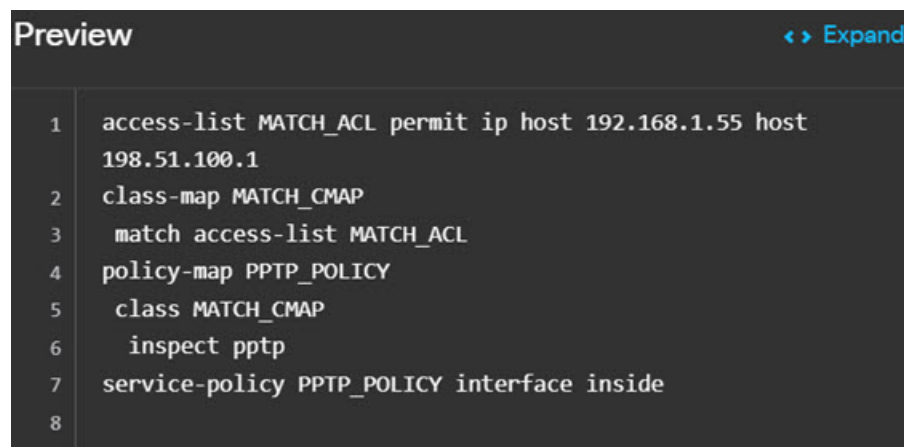 Preview
<> Expand
1 access-list MATCH_ACL permit ip host 192.168.1.55 host
198.51.100.1
2 class-map MATCH_CMAP
3 match access-list MATCH_ACL
4 policy-map PPTP_POLICY
5 class MATCH_CMAP
6 inspect pptp
7 service-policy PPTP_POLICY interface inside
8